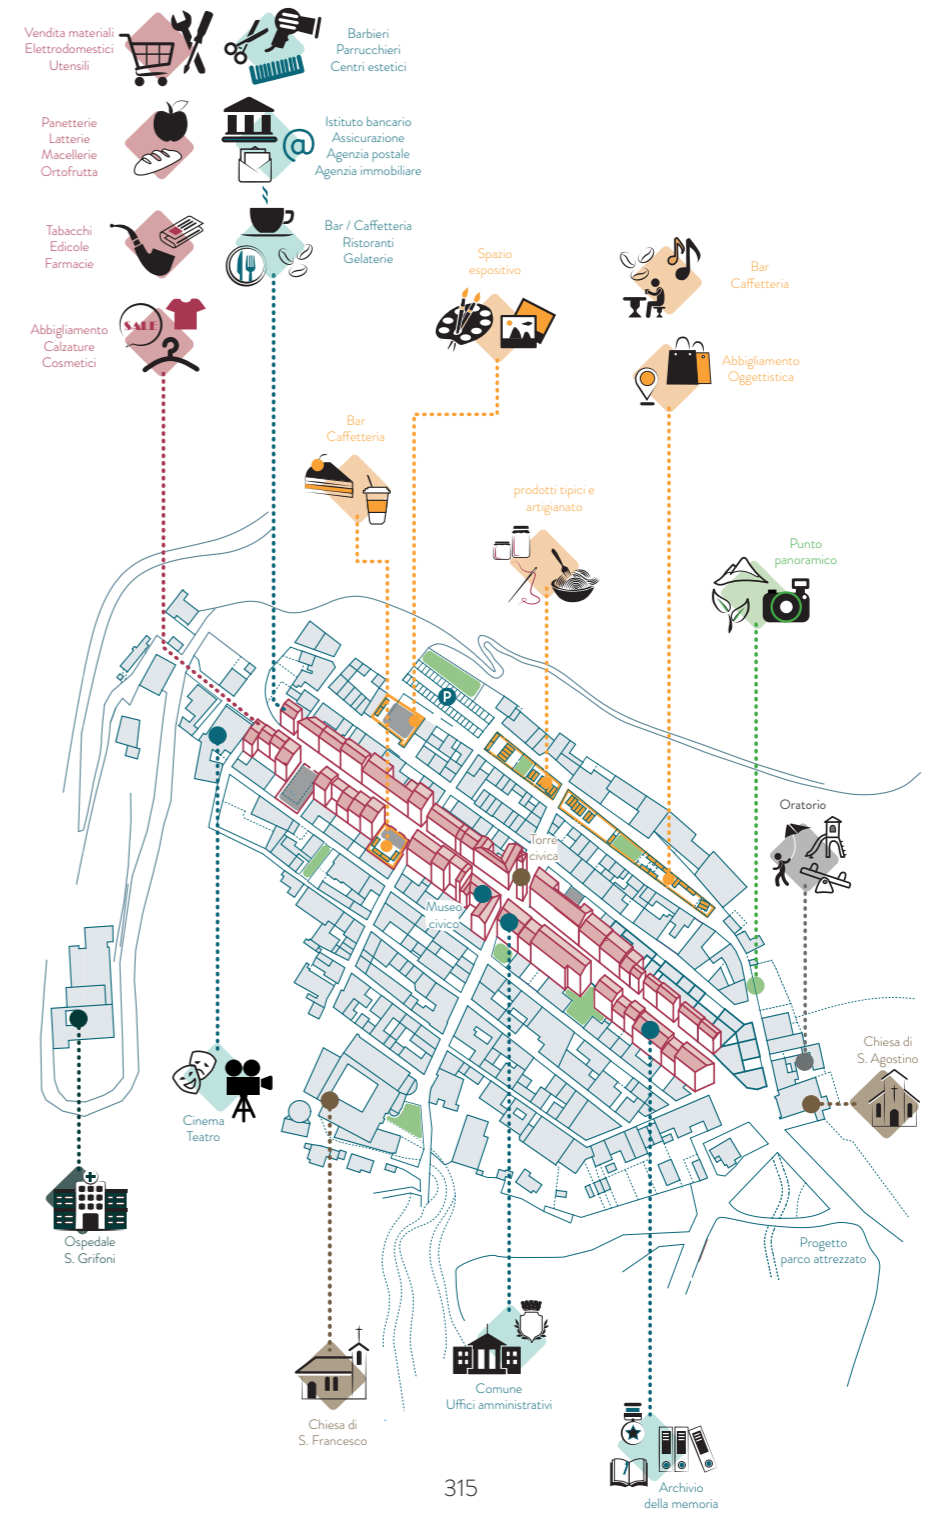 Vendita materiali
Elettrodomestici
Utensili
Barbieri
Parrucchieri
Centri estetici
Panetterie
Latterie
Macellerie
Ortofrutta
@
Istituto bancario
Assicurazione
Agenzia postale
Agenzia immobiliare
Tabacchi
Edicole
Farmacie
Bar / Caffetteria
Ristoranti
Gelaterie
Spazio
espositivo
Bar
Caffetteria
SALE
Abbigliamento
Calzature
Cosmetici
Abbigliamento
Oggettistica
Bar
Caffetteria
prodotti tipici e
artigianato
Punto
panoramico
P
Oratorio
Torre
civica
Museo
civico
Chiesa di
S. Agostino
Cinema
Teatro
Ospedale
S. Grifoni
Progetto
parco attrezzato
Comune
Uffici amministrativi
Chiesa di
S. Francesco
Archivio
della memoria
315